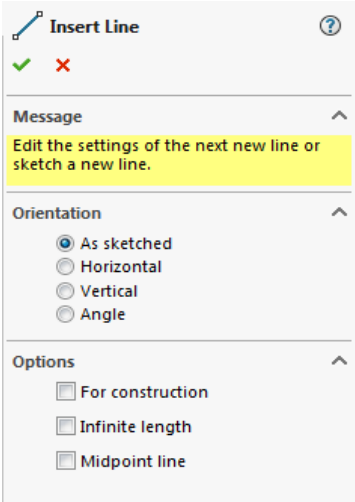 Insert Line
?
Message
Edit the settings of the next new line or
sketch a new line.
Orientation
As sketched
Horizontal
Vertical
Angle
Options
For construction
Infinite length
Midpoint line